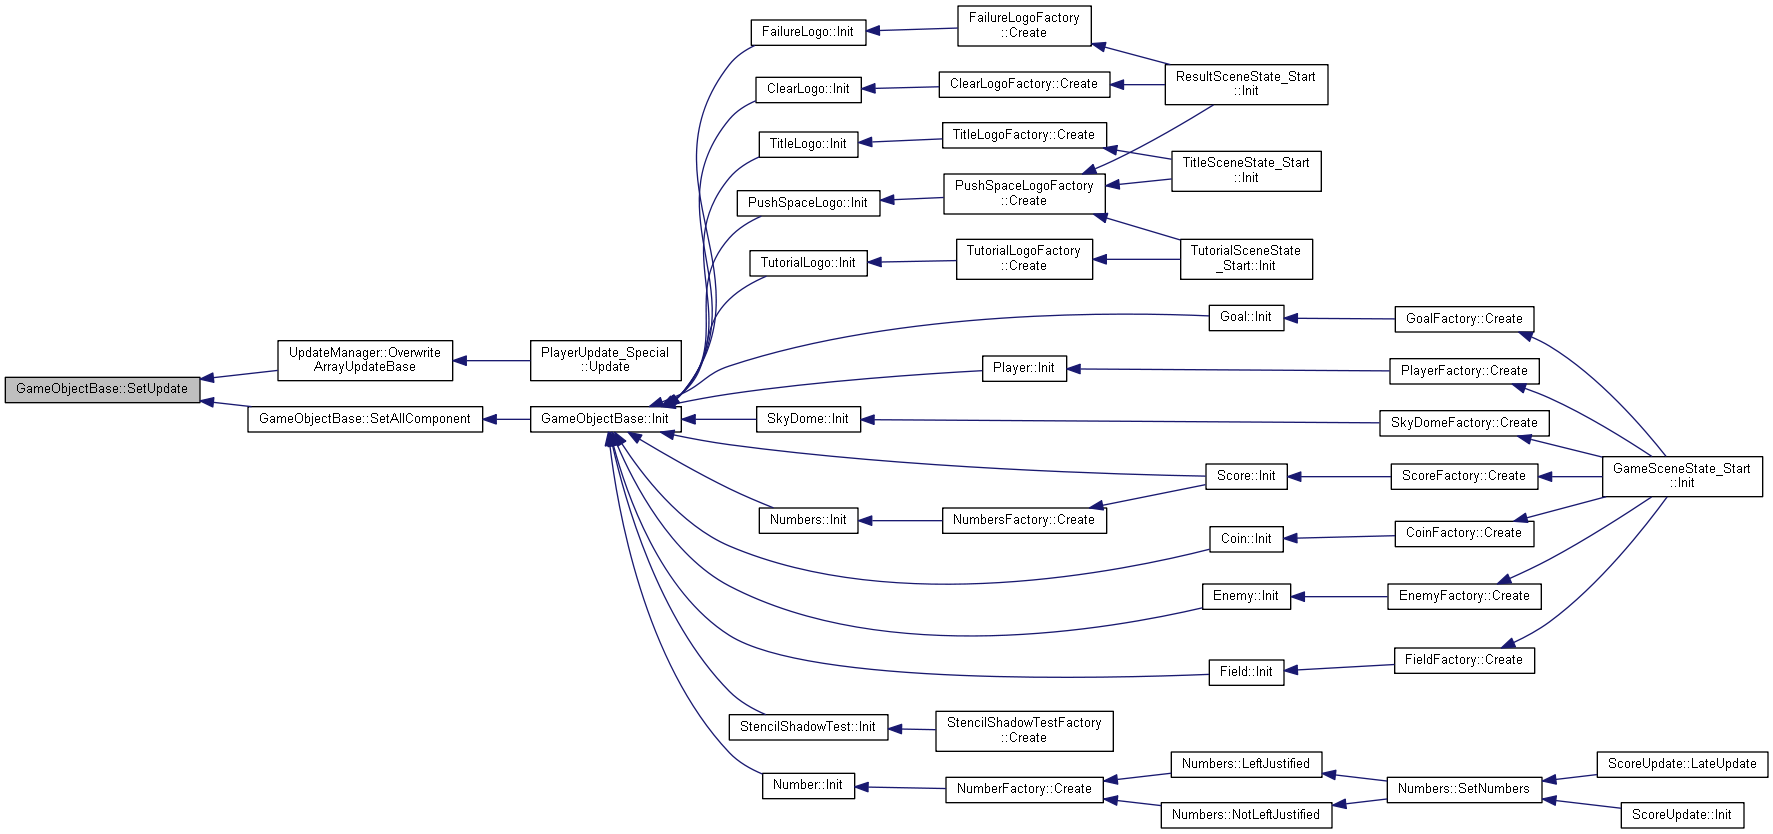 GameObjectBase::SetUpdate
UpdateManager::Overwrite
ArrayUpdateBase
PlayerUpdate_Special
::Update
GameObjectBase::SetAllComponent
GameObjectBase::Init
FailureLogo::Init
FailureLogoFactory
::Create
ClearLogo::Init
ClearLogoFactory::Create
ResultSceneState_Start
::Init
TitleLogo::Init
TitleLogoFactory::Create
TitleSceneState_Start
::Init
PushSpaceLogo::Init
PushSpaceLogoFactory
::Create
TutorialLogo::Init
TutorialLogoFactory
::Create
TutorialSceneState
_Start::Init
Goal::Init
GoalFactory::Create
Player::Init
PlayerFactory::Create
SkyDome::Init
SkyDomeFactory::Create
Score::Init
ScoreFactory::Create
GameSceneState_Start
::Init
Numbers::Init
NumbersFactory::Create
Coin::Init
CoinFactory::Create
Enemy::Init
EnemyFactory::Create
Field::Init
FieldFactory::Create
StencilShadowTest::Init
StencilShadowTestFactory
::Create
Number::Init
NumberFactory::Create
Numbers::LeftJustified
Numbers::NotLeftJustified
Numbers::SetNumbers
ScoreUpdate::LateUpdate
ScoreUpdate::Init